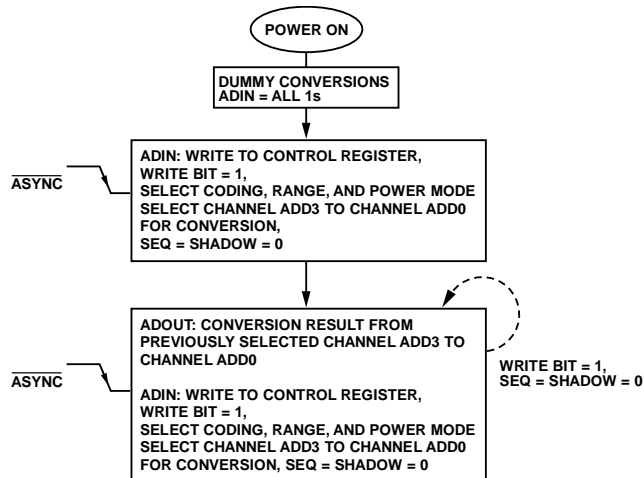 POWER ON
DUMMY CONVERSIONS
ADIN = ALL 1s
ASYNC
ADIN: WRITE TO CONTROL REGISTER,
WRITE BIT = 1,
SELECT CODING, RANGE, AND POWER MODE
SELECT CHANNEL ADD3 TO CHANNEL ADD0
FOR CONVERSION,
SEQ = SHADOW = 0
ASYNC
ADOUT: CONVERSION RESULT FROM
PREVIOUSLY SELECTED CHANNEL ADD3 TO
CHANNEL ADD0
ADIN: WRITE TO CONTROL REGISTER,
WRITE BIT = 1,
SELECT CODING, RANGE, AND POWER MODE
SELECT CHANNEL ADD3 TO CHANNEL ADD0
FOR CONVERSION, SEQ = SHADOW = 0
WRITE BIT = 1,
SEQ = SHADOW = 0